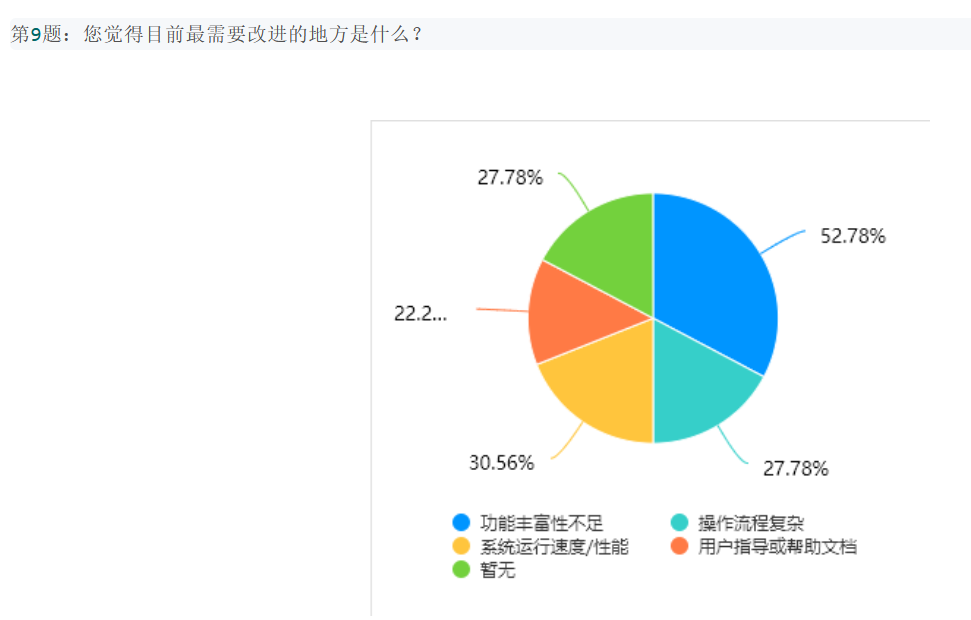 第9题：您觉得目前最需要改进的地方是什么？
27.78%
52.78%
22.2...
30.56%
27.78%
功能丰富性不足
操作流程复杂
系统运行速度/性能
用户指导或帮助文档
暂无